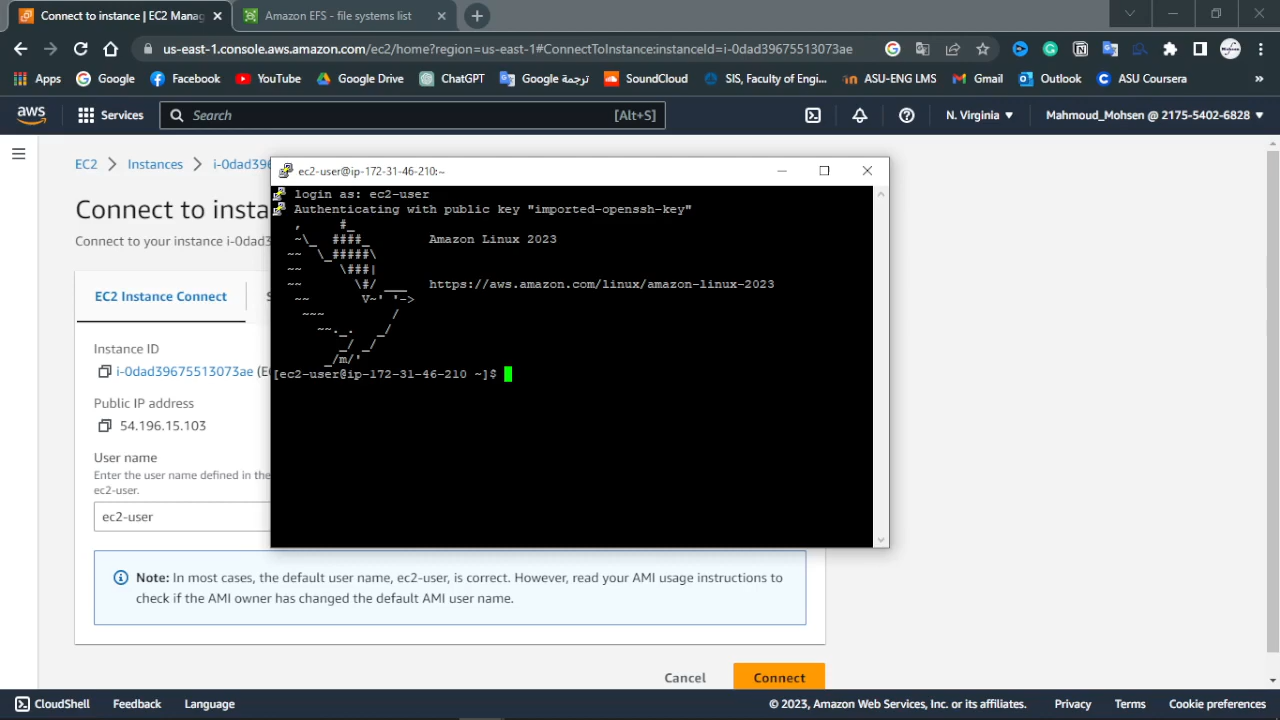 Connect to instance | EC2 Manag
Amazon EFS - file systems list
us-east-1.console.aws.amazon.com/ec2/home?region=us-east-1#ConnectToInstance:instanceId=i-0dad39675513073ae
Apps
Google
Facebook
YouTube
Google Drive
ChatGPT
ترجمة Google
SoundCloud
SIS, Faculty of Engi...
ASU-ENG LMS
Gmail
Outlook
ASU Coursera
»
aws
Services
Search
[Alt+S]
N. Virginia
Mahmoud_Mohsen @ 2175-5402-6828
EC2
Instances
i-0dad396
Connect to insta
Connect to your instance i-0dad
EC2 Instance Connect
S
Instance ID
i-0dad39675513073ae (EC
Public IP address
54.196.15.103
User name
Enter the user name defined in the
ec2-user.
ec2-user
Note: In most cases, the default user name, ec2-user, is correct. However, read your AMI usage instructions to
check if the AMI owner has changed the default AMI user name.
Cancel
Connect
ec2-user@ip-172-31-46-210:~
login as: ec2-user
Authenticating with public key "imported-openssh-key"
   ,     #_
   ~\_  ####_        Amazon Linux 2023
  ~~  \_#####\
  ~~     \###|
  ~~       \#/ ___   https://aws.amazon.com/linux/amazon-linux-2023
   ~~       V~' '->
    ~~~         /
      ~~._.   _/
         _/ _/
       _/m/'
[ec2-user@ip-172-31-46-210 ~]$
CloudShell
Feedback
Language
© 2023, Amazon Web Services, Inc. or its affiliates.
Privacy
Terms
Cookie preferences